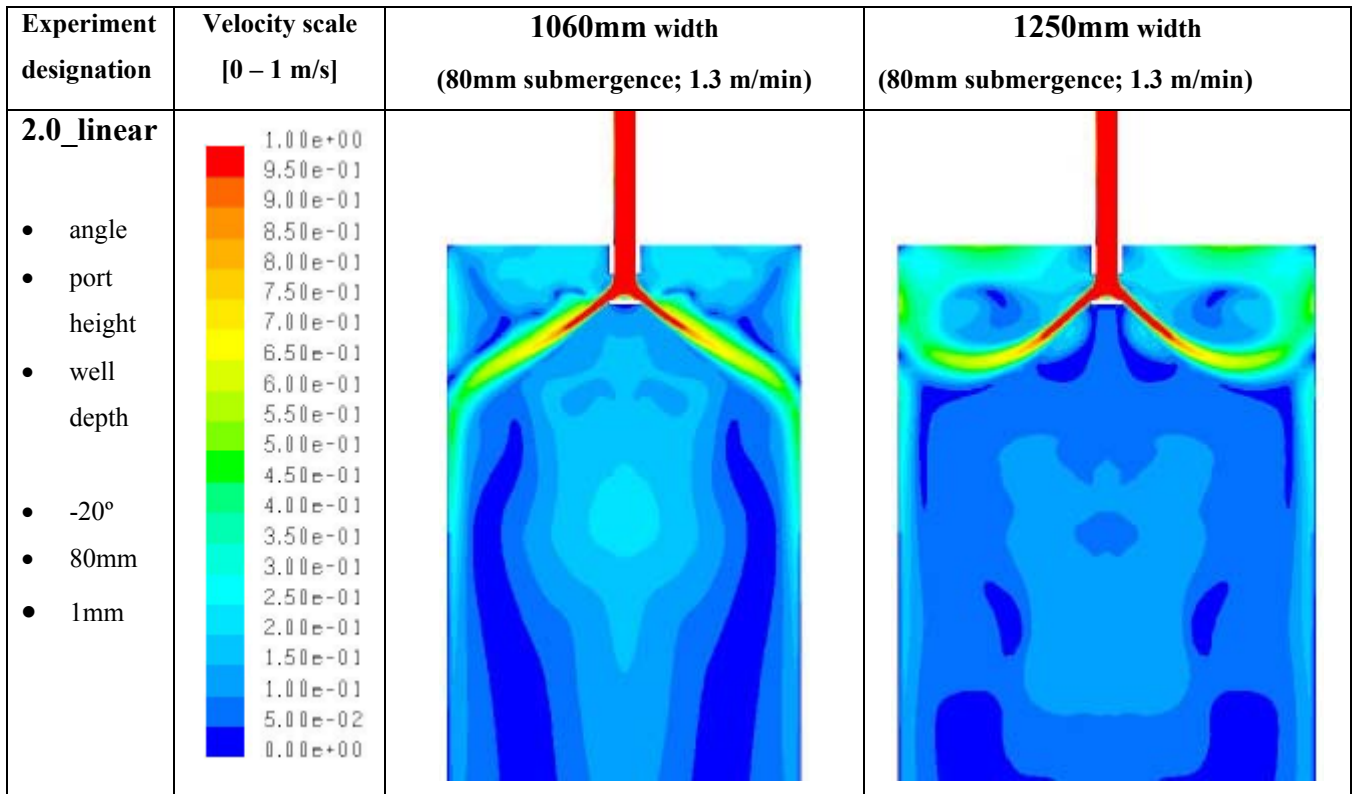 Experiment designation
Velocity scale
[0 – 1 m/s]
1060mm width
(80mm submergence; 1.3 m/min)
1250mm width
(80mm submergence; 1.3 m/min)
2.0_linear
• angle
• port
height
• well
depth
• -20º
• 80mm
• 1mm
1.00e+00
9.50e-01
9.00e-01
8.50e-01
8.00e-01
7.50e-01
7.00e-01
6.50e-01
6.00e-01
5.50e-01
5.00e-01
4.50e-01
4.00e-01
3.50e-01
3.00e-01
2.50e-01
2.00e-01
1.50e-01
1.00e-01
5.00e-02
0.00e+00